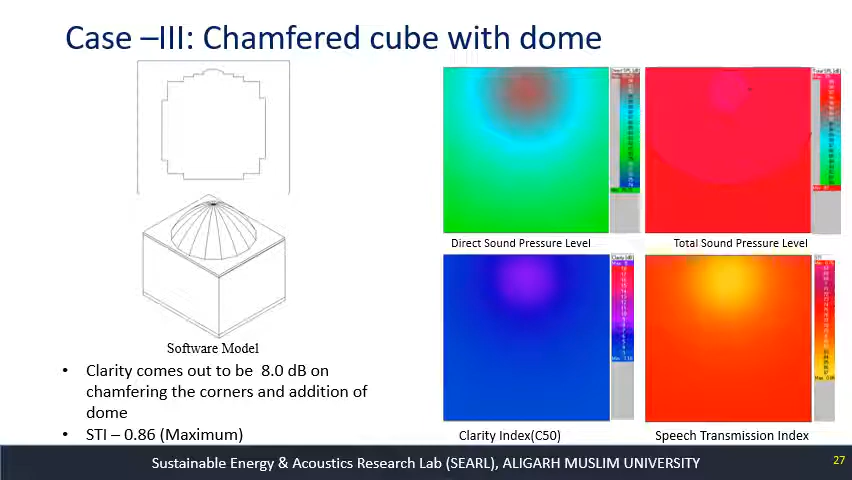 Case –III: Chamfered cube with dome
Software Model
• Clarity comes out to be 8.0 dB on
chamfering the corners and addition of
dome
• STI – 0.86 (Maximum)
Direct Sound Pressure Level
Total Sound Pressure Level
Clarity Index(C50)
Speech Transmission Index
Sustainable Energy & Acoustics Research Lab (SEARL), ALIGARH MUSLIM UNIVERSITY
27